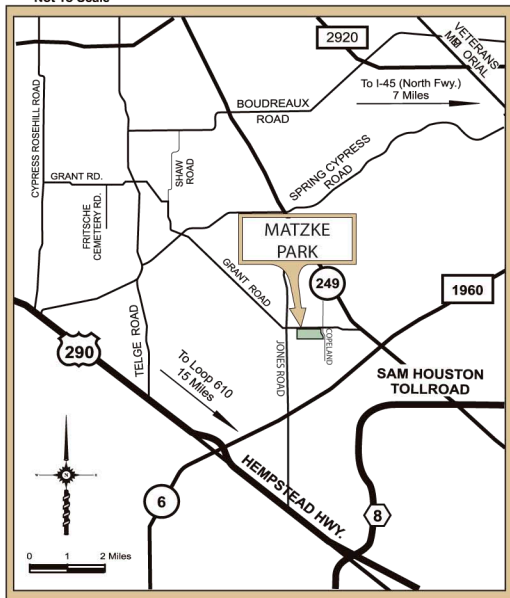 Not To Scale
2920
VETERANS
MEMORIAL
To I-45 (North Fwy.)
7 Miles
BOUDREAUX
ROAD
CYPRESS ROSEHILL ROAD
SHAW
ROAD
SPRING CYPRESS
ROAD
GRANT RD.
FRITSCHE
CEMETERY RD.
MATZKE
PARK
GRANT ROAD
249
1960
290
TELGE ROAD
JONES ROAD
COPELAND
To Loop 610
15 Miles
SAM HOUSTON
TOLLROAD
HEMPSTEAD HWY.
6
8
0 1 2 Miles